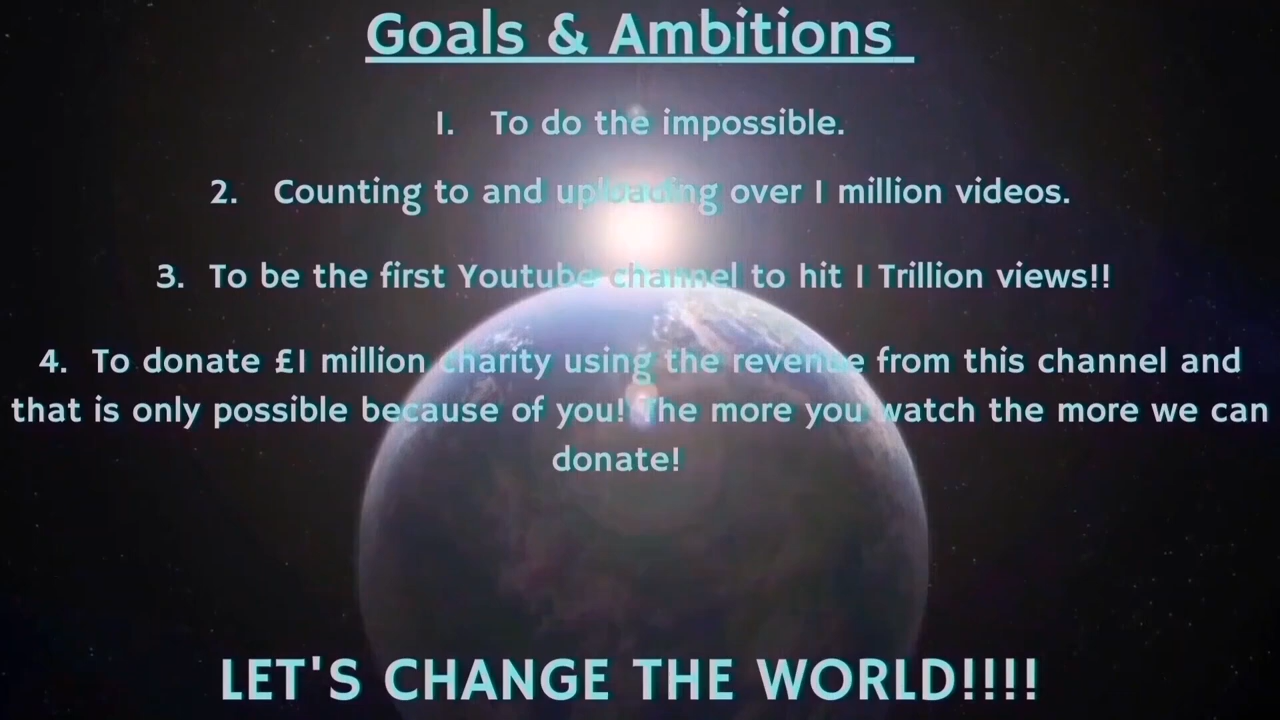 Goals & Ambitions
1. To do the impossible.
2. Counting to and uploading over 1 million videos.
3. To be the first Youtube channel to hit 1 Trillion views!!
4. To donate £1 million charity using the revenue from this channel and
that is only possible because of you! The more you watch the more we can
donate!
LET'S CHANGE THE WORLD!!!!